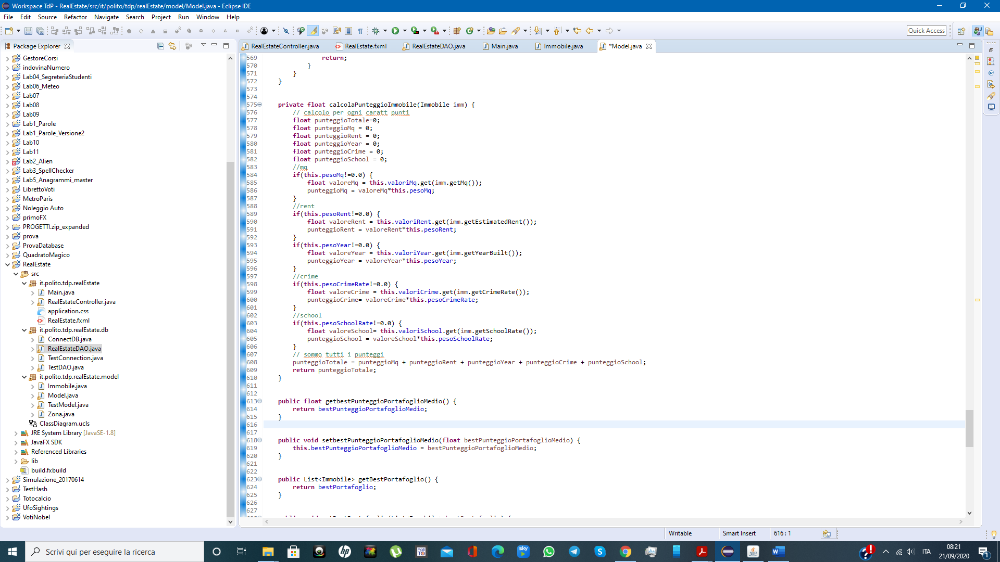 Workspace TdP - RealEstate/src/it/polito/tdp/realEstate/model/Model.java - Eclipse IDE
File Edit Source Refactor Navigate Search Project Run Window Help
Quick Access
Package Explorer
RealEstateController.java RealEstate.fxml RealEstateDAO.java Main.java Immobile.java *Model.java
GestoreCorsi
indovinaNumero
Lab04_SegreteriaStudenti
Lab06_Meteo
Lab07
Lab08
Lab09
Lab1_Parole
Lab1_Parole_Versione2
Lab10
Lab11
Lab2_Alien
Lab3_SpellChecker
Lab5_Anagrammi_master
LibrettoVoti
MetroParis
Noleggio Auto
primoFX
PROGETTI.zip_expanded
prova
ProvaDatabase
QuadratoMagico
RealEstate
src
it.polito.tdp.realEstate
Main.java
RealEstateController.java
application.css
RealEstate.fxml
it.polito.tdp.realEstate.db
ConnectDB.java
RealEstateDAO.java
TestConnection.java
TestDAO.java
it.polito.tdp.realEstate.model
Immobile.java
Model.java
TestModel.java
Zona.java
ClassDiagram.ucls
JRE System Library [JavaSE-1.8]
JavaFX SDK
Referenced Libraries
lib
build.fxbuild
Simulazione_20170614
TestHash
Totocalcio
UfoSightings
VotiNobel
569 return;
570 }
571 }
572 }
573
574
575 private float calcolaPunteggioImmobile(Immobile imm) {
576 // calcolo per ogni caratt punti
577 float punteggioTotale=0;
578 float punteggioMq = 0;
579 float punteggioRent = 0;
580 float punteggioYear = 0;
581 float punteggioCrime = 0;
582 float punteggioSchool = 0;
583 //mq
584 if(this.pesoMq!=0.0) {
585 float valoreMq = this.valoriMq.get(imm.getMq());
586 punteggioMq = valoreMq*this.pesoMq;
587 }
588 //rent
589 if(this.pesoRent!=0.0) {
590 float valoreRent = this.valoriRent.get(imm.getEstimatedRent());
591 punteggioRent = valoreRent*this.pesoRent;
592 }
593 if(this.pesoYear!=0.0) {
594 float valoreYear = this.valoriYear.get(imm.getYearBuilt());
595 punteggioYear = valoreYear*this.pesoYear;
596 }
597 //crime
598 if(this.pesoCrimeRate!=0.0) {
599 float valoreCrime = this.valoriCrime.get(imm.getCrimeRate());
600 punteggioCrime= valoreCrime*this.pesoCrimeRate;
601 }
602 //school
603 if(this.pesoSchoolRate!=0.0) {
604 float valoreSchool= this.valoriSchool.get(imm.getSchoolRate());
605 punteggioSchool = valoreSchool*this.pesoSchoolRate;
606 }
607 // sommo tutti i punteggi
608 punteggioTotale = punteggioMq + punteggioRent + punteggioYear + punteggioCrime + punteggioSchool;
609 return punteggioTotale;
610 }
611
612
613 public float getbestPunteggioPortafoglioMedio() {
614 return bestPunteggioPortafoglioMedio;
615 }
616
617
618 public void setbestPunteggioPortafoglioMedio(float bestPunteggioPortafoglioMedio) {
619 this.bestPunteggioPortafoglioMedio = bestPunteggioPortafoglioMedio;
620 }
621
622
623 public List<Immobile> getBestPortafoglio() {
624 return bestPortafoglio;
625 }
626
627
Writable Smart Insert 616 : 1
Scrivi qui per eseguire la ricerca
ITA
08:21
21/09/2020